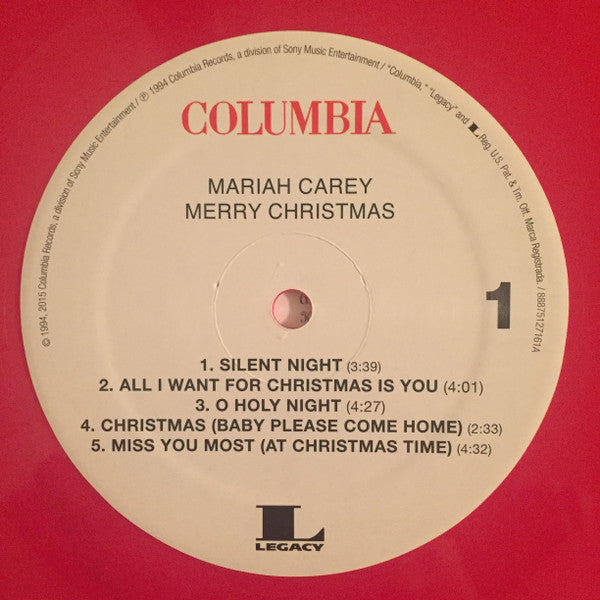 © 1994, 2015 Columbia Records, a division of Sony Music Entertainment / ℗ 1994 Columbia Records, a division of Sony Music Entertainment / "Columbia," "Legacy" and L Reg. U.S. Pat. & Tm. Off. Marca Registrada. / 88875127161A
COLUMBIA
MARIAH CAREY
MERRY CHRISTMAS
1
1. SILENT NIGHT (3:39)
2. ALL I WANT FOR CHRISTMAS IS YOU (4:01)
3. O HOLY NIGHT (4:27)
4. CHRISTMAS (BABY PLEASE COME HOME) (2:33)
5. MISS YOU MOST (AT CHRISTMAS TIME) (4:32)
L
LEGACY